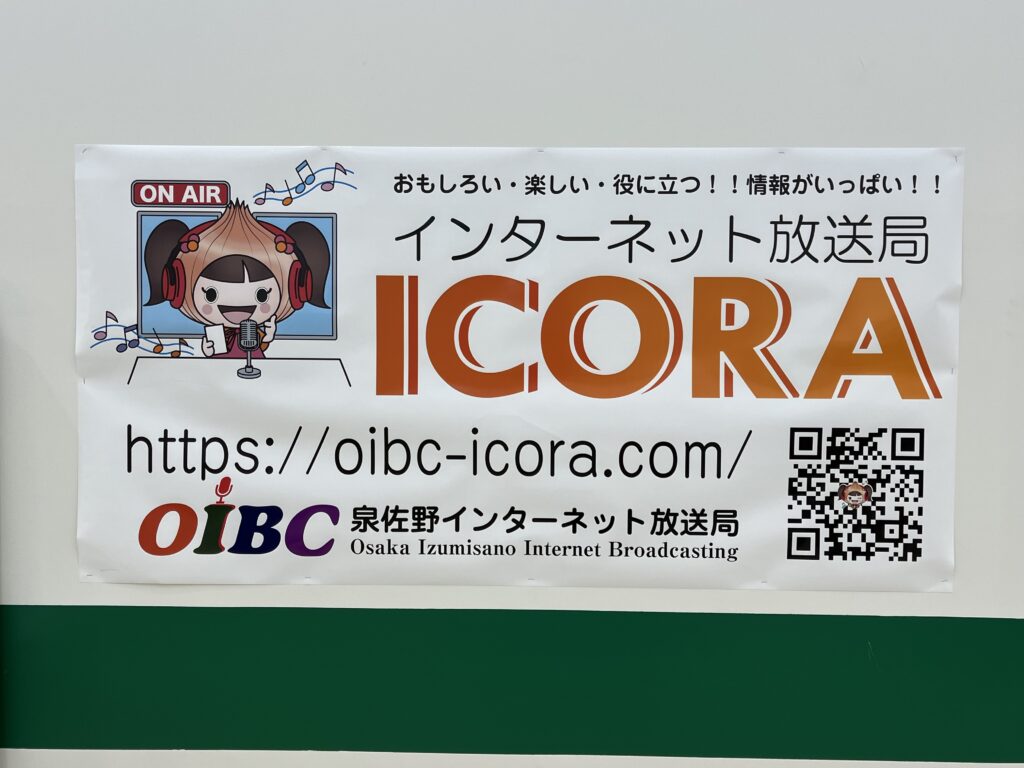 ON AIR
おもしろい・楽しい・役に立つ！！情報がいっぱい！！
インターネット放送局
ICORA
https://oibc-icora.com/
OIBC 泉佐野インターネット放送局
Osaka Izumisano Internet Broadcasting